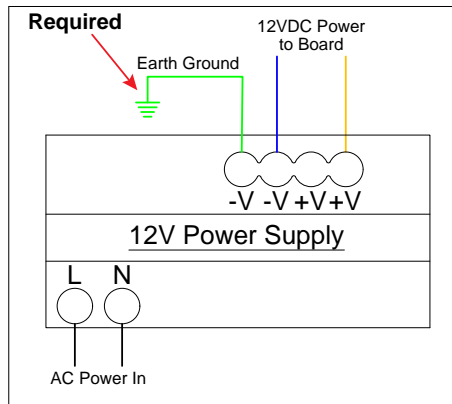 Required
12VDC Power
to Board
Earth Ground
-V -V +V +V
12V Power Supply
L N
AC Power In